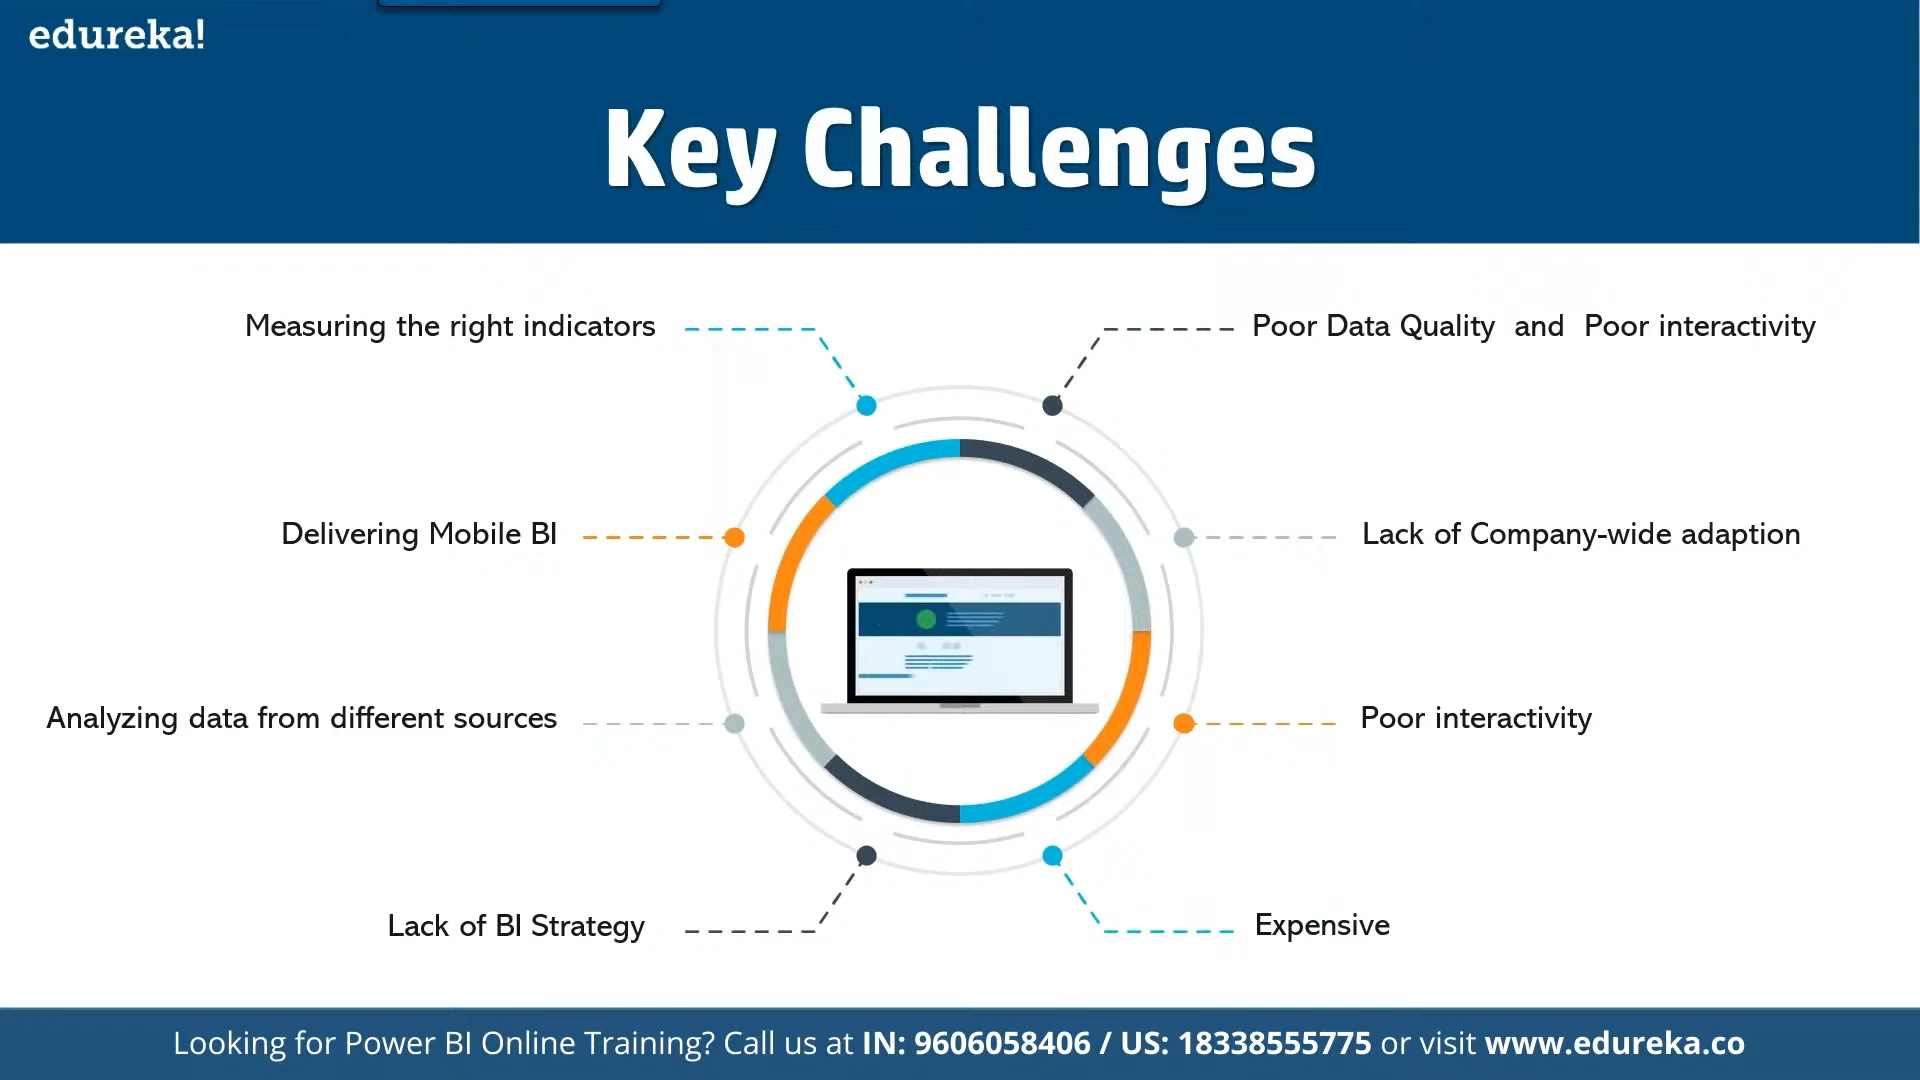 edureka!
Key Challenges
Measuring the right indicators
Poor Data Quality and Poor interactivity
Delivering Mobile BI
Lack of Company-wide adaption
Analyzing data from different sources
Poor interactivity
Lack of BI Strategy
Expensive
Looking for Power BI Online Training? Call us at IN: 9606058406 / US: 18338555775 or visit www.edureka.co